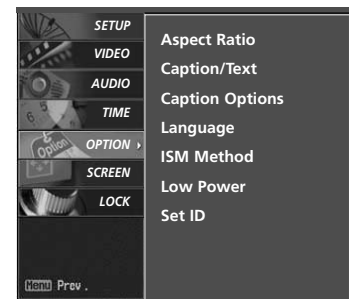 SETUP
VIDEO
AUDIO
TIME
OPTION
SCREEN
LOCK
Menu Prev.
Aspect Ratio
Caption/Text
Caption Options
Language
ISM Method
Low Power
Set ID